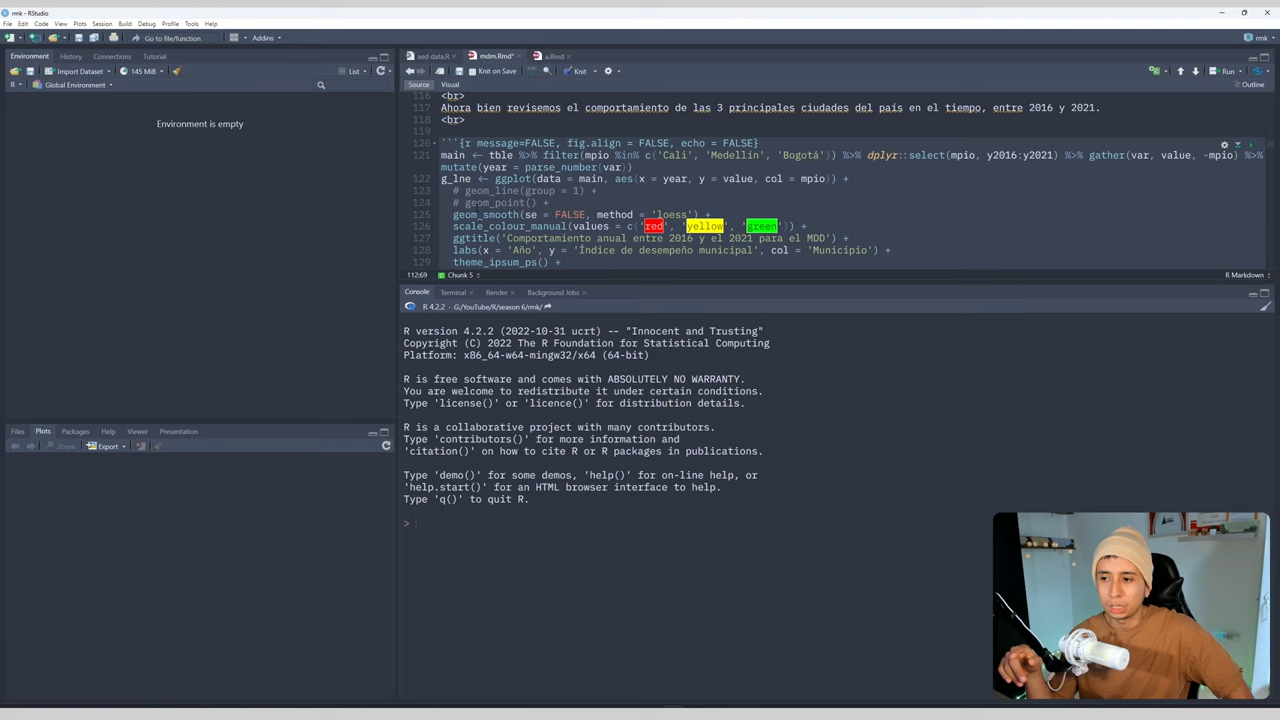 rmk - RStudio
File Edit Code View Plots Session Build Debug Profile Tools Help
Go to file/function
Addins
rmk
Environment History Connections Tutorial
Import Dataset 145 MiB List
R Global Environment
Environment is empty
Files Plots Packages Help Viewer Presentation
Zoom Export
aed data.R mdm.Rmd* a.Rmd
Knit on Save Knit Run
Source Visual Outline
116 <br>
117 Ahora bien revisemos el comportamiento de las 3 principales ciudades del país en el tiempo, entre 2016 y 2021.
118 <br>
119
120 ```{r message=FALSE, fig.align = FALSE, echo = FALSE}
121 main <- tble %>% filter(mpio %in% c('Cali', 'Medellín', 'Bogotá')) %>% dplyr::select(mpio, y2016:y2021) %>% gather(var, value, -mpio) %>%
mutate(year = parse_number(var))
122 g_lne <- ggplot(data = main, aes(x = year, y = value, col = mpio)) +
123 # geom_line(group = 1) +
124 # geom_point() +
125 geom_smooth(se = FALSE, method = 'loess') +
126 scale_colour_manual(values = c('red', 'yellow', 'green')) +
127 ggtitle('Comportamiento anual entre 2016 y el 2021 para el MDD') +
128 labs(x = 'Año', y = 'Índice de desempeño municipal', col = 'Municipio') +
129 theme_ipsum_ps() +
112:69 Chunk 5 R Markdown
Console Terminal Render Background Jobs
R 4.2.2 · G:/YouTube/R/season 6/rmk/
R version 4.2.2 (2022-10-31 ucrt) -- "Innocent and Trusting"
Copyright (C) 2022 The R Foundation for Statistical Computing
Platform: x86_64-w64-mingw32/x64 (64-bit)
R is free software and comes with ABSOLUTELY NO WARRANTY.
You are welcome to redistribute it under certain conditions.
Type 'license()' or 'licence()' for distribution details.
R is a collaborative project with many contributors.
Type 'contributors()' for more information and
'citation()' on how to cite R or R packages in publications.
Type 'demo()' for some demos, 'help()' for on-line help, or
'help.start()' for an HTML browser interface to help.
Type 'q()' to quit R.
>